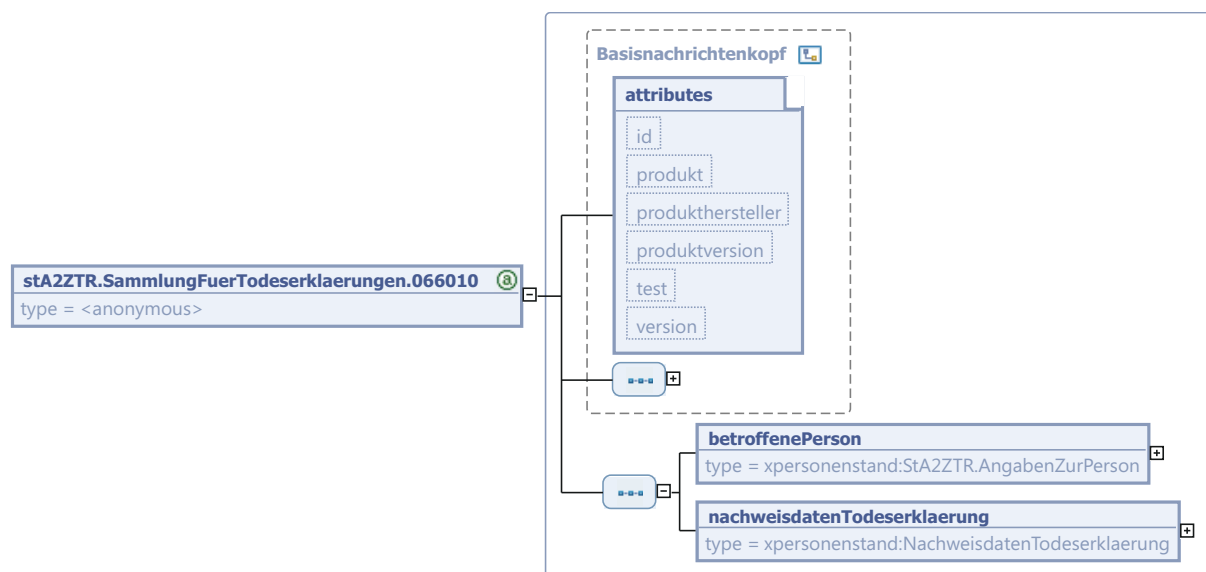 Basisnachrichtenkopf
attributes
id
produkt
produkthersteller
produktversion
test
version
stA2ZTR.SammlungFuerTodeserklaerungen.066010 a
type = <anonymous>
betroffenePerson
type = xpersonenstand:StA2ZTR.AngabenZurPerson
nachweisdatenTodeserklaerung
type = xpersonenstand:NachweisdatenTodeserklaerung